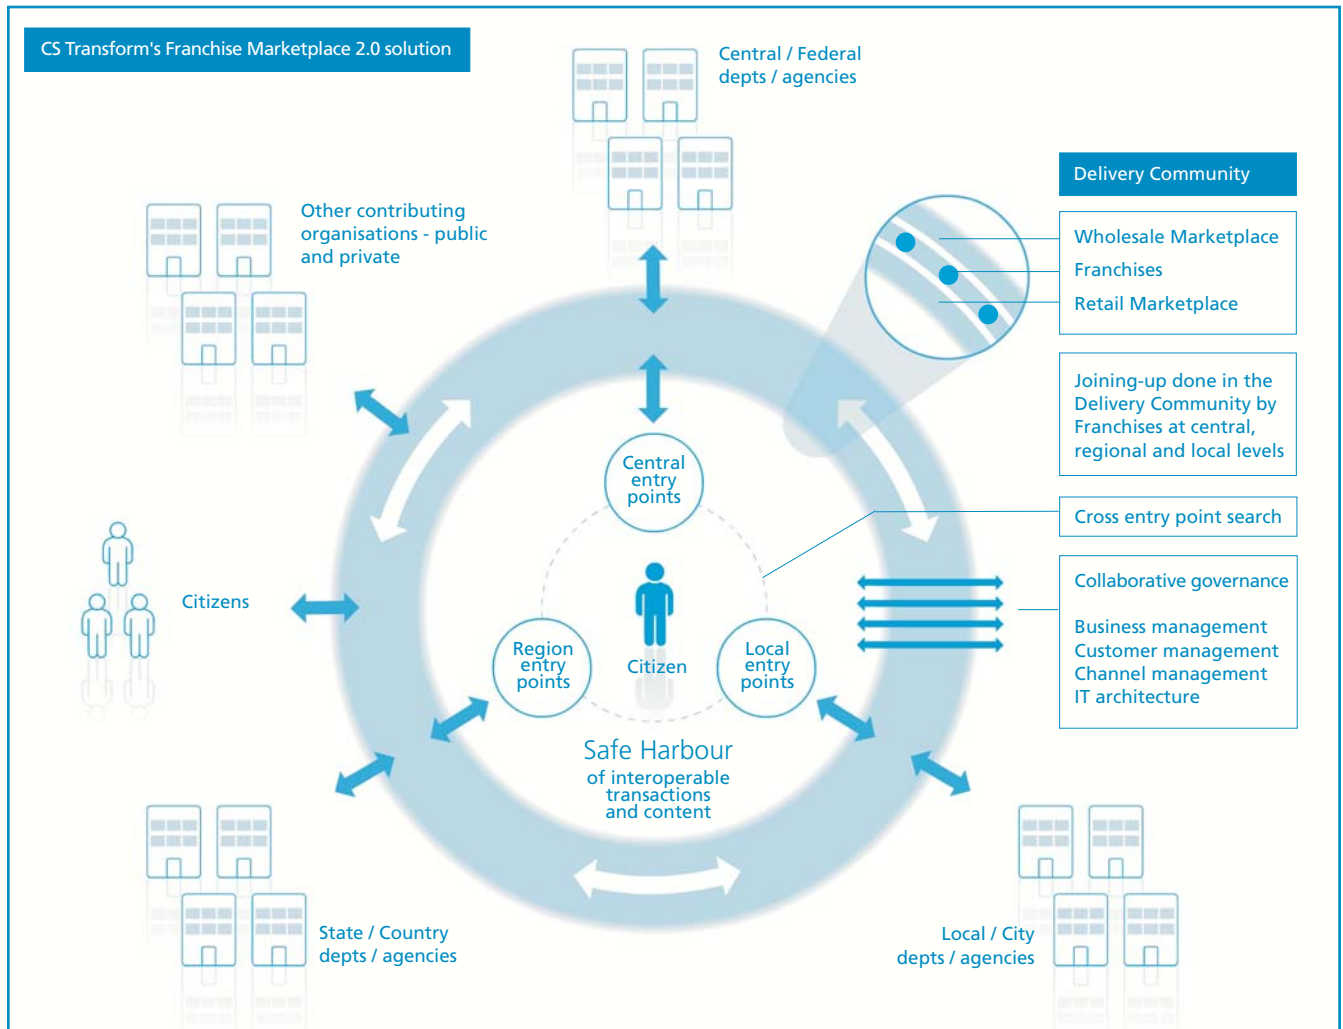 CS Transform's Franchise Marketplace 2.0 solution
Central / Federal
depts / agencies
Other contributing
organisations - public
and private
Delivery Community
Wholesale Marketplace
Franchises
Retail Marketplace
Joining-up done in the
Delivery Community by
Franchises at central,
regional and local levels
Cross entry point search
Collaborative governance
Business management
Customer management
Channel management
IT architecture
Central
entry
points
Citizens
Region
entry
points
Citizen
Local
entry
points
Safe Harbour
of interoperable
transactions
and content
State / Country
depts / agencies
Local / City
depts / agencies